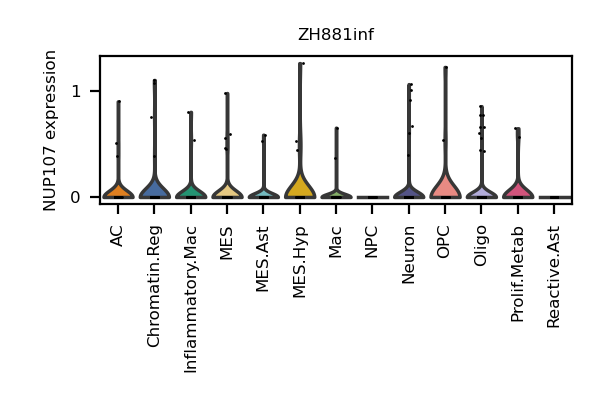 ZH881inf
NUP107 expression
1
0
AC
Chromatin.Reg
Inflammatory.Mac
MES
MES.Ast
MES.Hyp
Mac
NPC
Neuron
OPC
Oligo
Prolif.Metab
Reactive.Ast